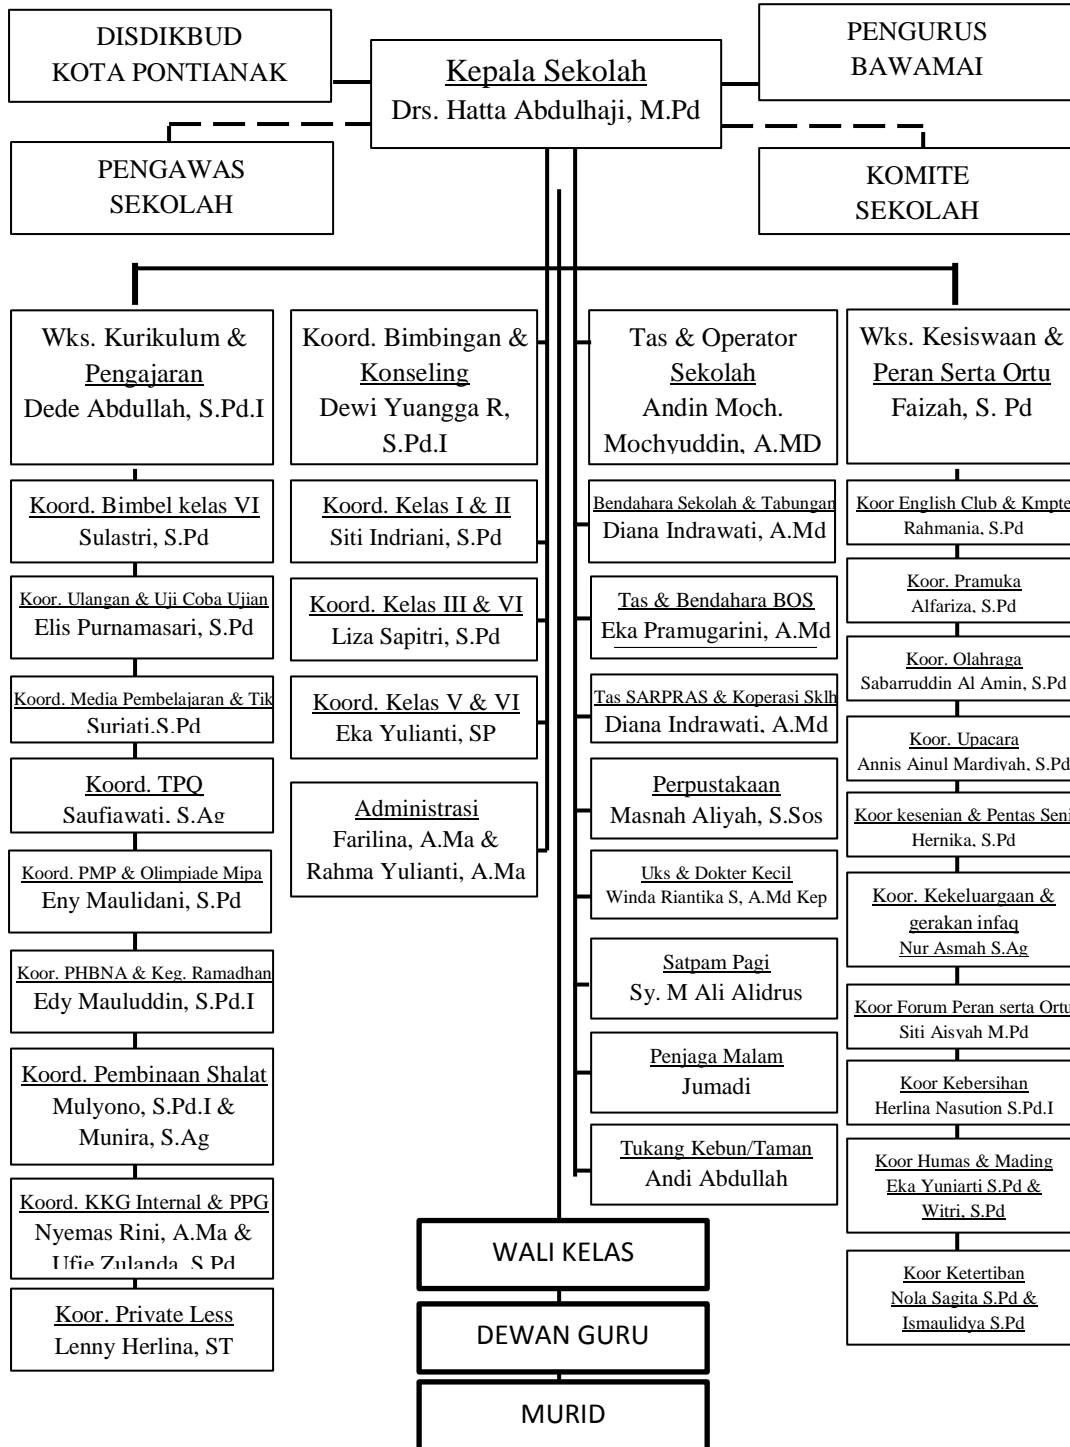 DISDIKBUD
KOTA PONTIANAK
Kepala Sekolah
Drs. Hatta Abdulhaji, M.Pd
PENGURUS
BAWAMAI
PENGAWAS
SEKOLAH
KOMITE
SEKOLAH
Wks. Kurikulum &
Pengajaran
Dede Abdullah, S.Pd.I
Koord. Bimbel kelas VI
Sulastri, S.Pd
Koor. Ulangan & Uji Coba Ujian
Elis Purnamasari, S.Pd
Koord. Media Pembelajaran & Tik
Suriati.S.Pd
Koord. TPQ
Saufiawati, S.Ag
Koord. PMP & Olimpiade Mipa
Eny Maulidani, S.Pd
Koor. PHBNA & Keg. Ramadhan
Edy Mauluddin, S.Pd.I
Koord. Pembinaan Shalat
Mulyono, S.Pd.I &
Munira, S.Ag
Koord. KKG Internal & PPG
Nyemas Rini, A.Ma &
Ufie Zulanda, S.Pd
Koor. Private Less
Lenny Herlina, ST
Koord. Bimbingan &
Konseling
Dewi Yuangga R,
S.Pd.I
Koord. Kelas I & II
Siti Indriani, S.Pd
Koord. Kelas III & VI
Liza Sapitri, S.Pd
Koord. Kelas V & VI
Eka Yulianti, SP
Administrasi
Farilina, A.Ma &
Rahma Yulianti, A.Ma
Tas & Operator
Sekolah
Andin Moch.
Mochyuddin, A.MD
Bendahara Sekolah & Tabungan
Diana Indrawati, A.Md
Tas & Bendahara BOS
Eka Pramugarini, A.Md
Tas SARPRAS & Koperasi Sklh
Diana Indrawati, A.Md
Perpustakaan
Masnah Aliyah, S.Sos
Uks & Dokter Kecil
Winda Riantika S, A.Md Kep
Satpam Pagi
Sy. M Ali Alidrus
Penjaga Malam
Jumadi
Tukang Kebun/Taman
Andi Abdullah
Wks. Kesiswaan &
Peran Serta Ortu
Faizah, S. Pd
Koor English Club & Kmpte
Rahmania, S.Pd
Koor. Pramuka
Alfariza, S.Pd
Koor. Olahraga
Sabarruddin Al Amin, S.Pd
Koor. Upacara
Annis Ainul Mardiyah, S.Pd
Koor kesenian & Pentas Seni
Hernika, S.Pd
Koor. Kekeluargaan &
gerakan infaq
Nur Asmah S.Ag
Koor Forum Peran serta Ortu
Siti Aisyah M.Pd
Koor Kebersihan
Herlina Nasution S.Pd.I
Koor Humas & Mading
Eka Yuniarti S.Pd &
Witri, S.Pd
Koor Ketertiban
Nola Sagita S.Pd &
Ismaulidya S.Pd
WALI KELAS
DEWAN GURU
MURID